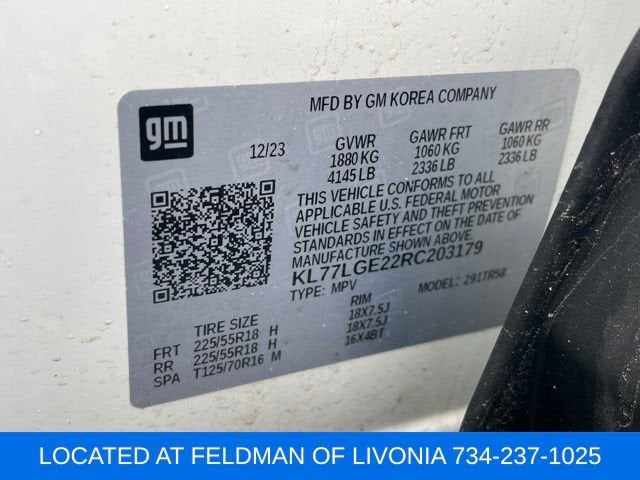 gm
MFD BY GM KOREA COMPANY
12/23
GVWR
1880 KG
4145 LB
GAWR FRT
1060 KG
2336 LB
GAWR RR
1060 KG
2336 LB
THIS VEHICLE CONFORMS TO ALL
APPLICABLE U.S. FEDERAL MOTOR
VEHICLE SAFETY AND THEFT PREVENTION
STANDARDS IN EFFECT ON THE DATE OF
MANUFACTURE SHOWN ABOVE.
KL77LGE22RC203179
TYPE: MPV MODEL: 291TR58
TIRE SIZE RIM
FRT 225/55R18 H 18X7.5J
RR 225/55R18 H 18X7.5J
SPA T125/70R16 M 16X4BT
LOCATED AT FELDMAN OF LIVONIA 734-237-1025